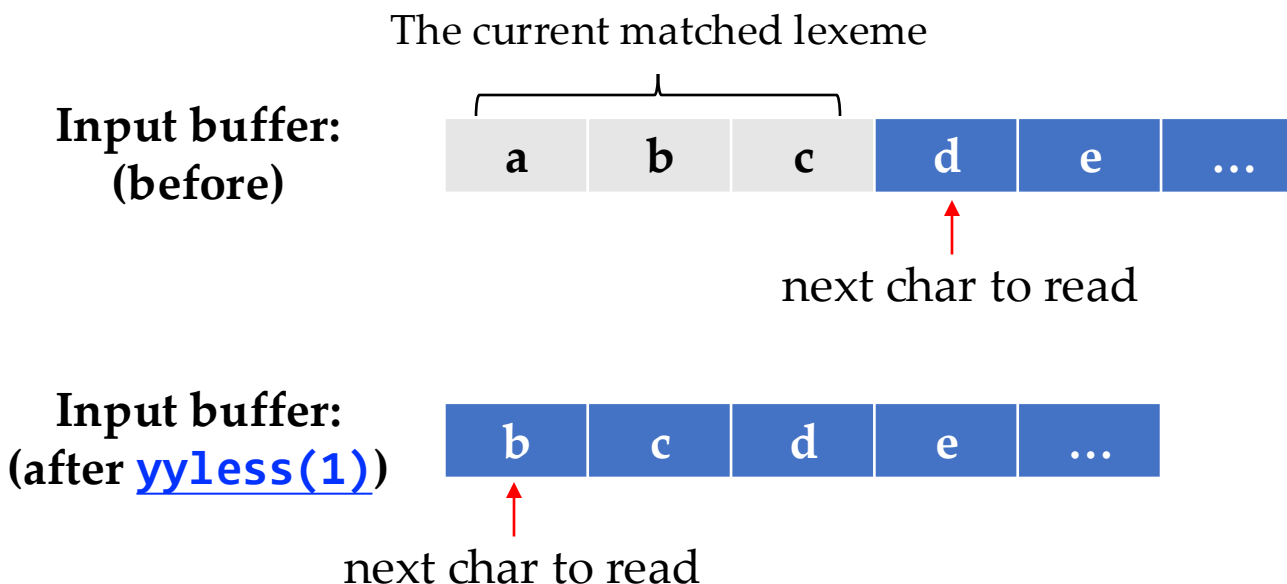 The current matched lexeme
Input buffer:
(before)
a b c d e …
next char to read
Input buffer:
(after yyless(1))
b c d e …
next char to read